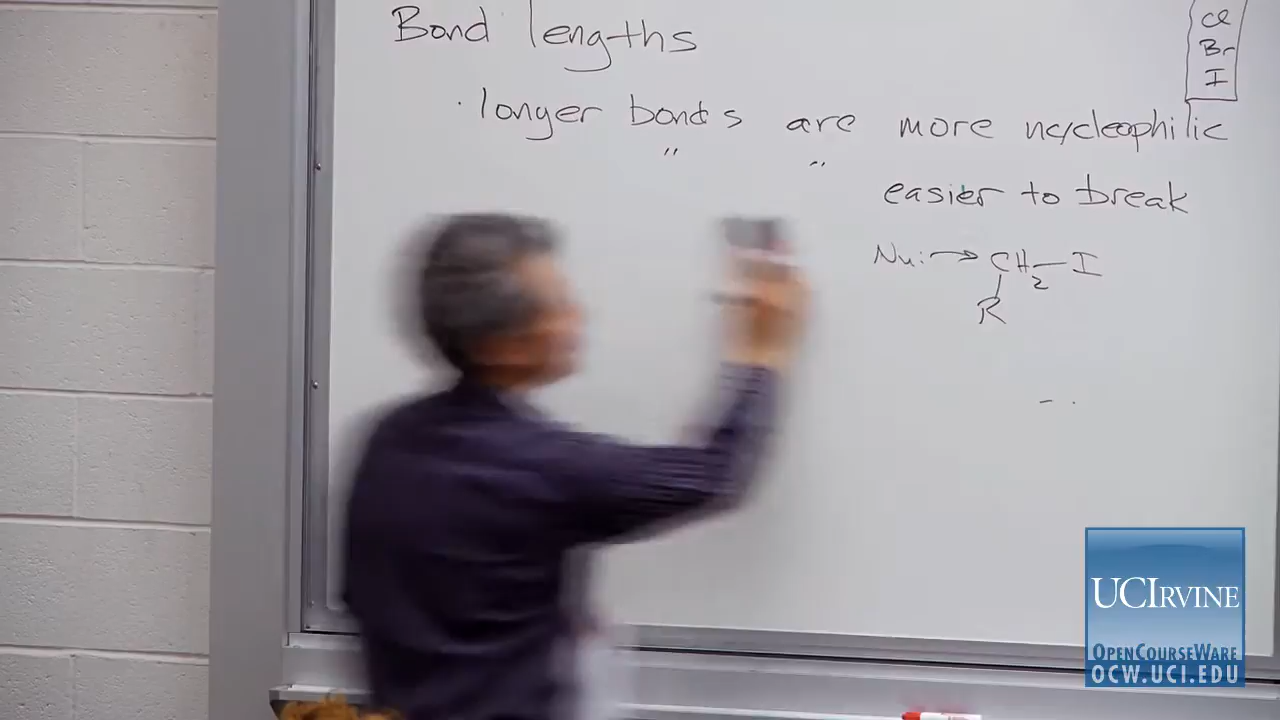 Bond lengths
Cl
Br
I
· longer bonds are more nucleophilic
" " easier to break
Nu: CH2—I
R
UCIRVINE
OPENCOURSEWARE
OCW.UCI.EDU